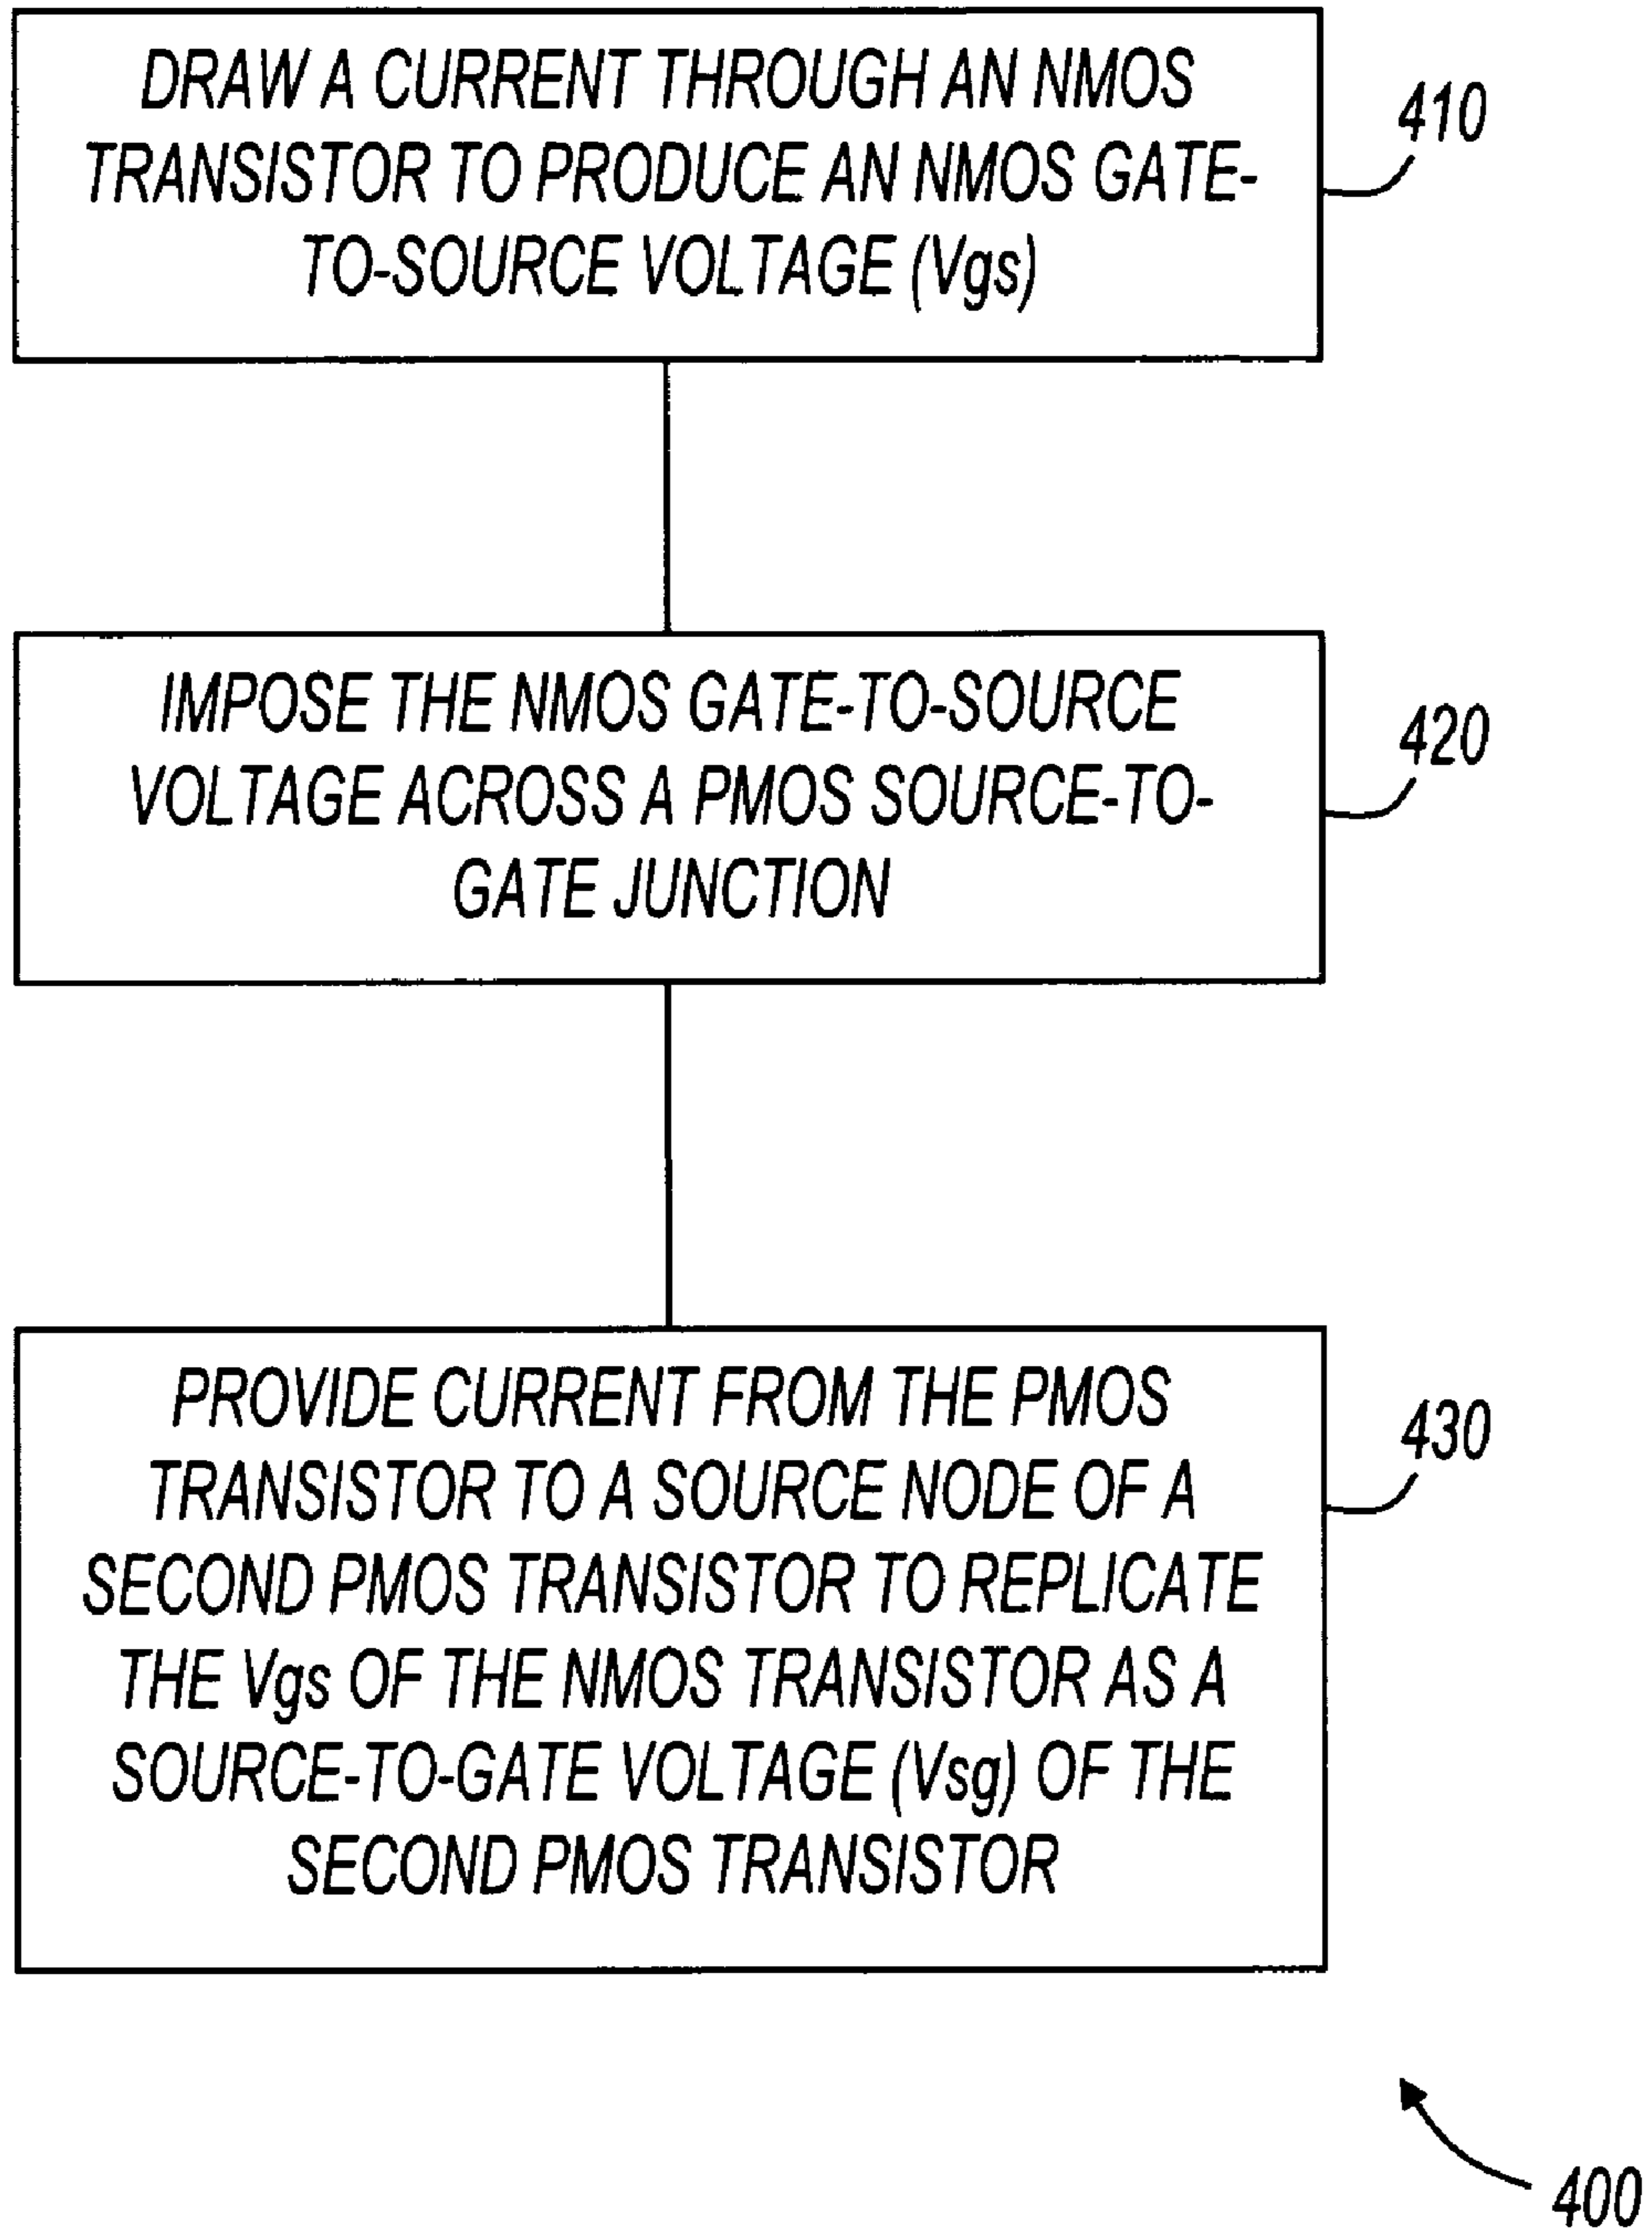 DRAW A CURRENT THROUGH AN NMOS
TRANSISTOR TO PRODUCE AN NMOS GATE-
TO-SOURCE VOLTAGE (Vgs)
410
IMPOSE THE NMOS GATE-TO-SOURCE
VOLTAGE ACROSS A PMOS SOURCE-TO-
GATE JUNCTION
420
PROVIDE CURRENT FROM THE PMOS
TRANSISTOR TO A SOURCE NODE OF A
SECOND PMOS TRANSISTOR TO REPLICATE
THE Vgs OF THE NMOS TRANSISTOR AS A
SOURCE-TO-GATE VOLTAGE (Vsg) OF THE
SECOND PMOS TRANSISTOR
430
400